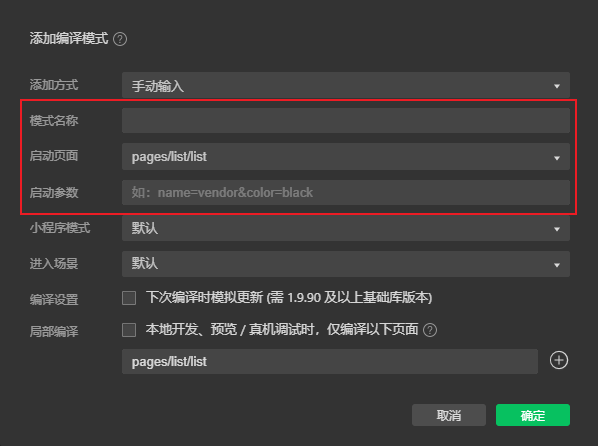 添加编译模式 ?
添加方式 手动输入
模式名称
启动页面 pages/list/list
启动参数 如：name=vendor&color=black
小程序模式 默认
进入场景 默认
编译设置 下次编译时模拟更新 (需 1.9.90 及以上基础库版本)
局部编译 本地开发、预览 / 真机调试时，仅编译以下页面 ?
pages/list/list
取消 确定